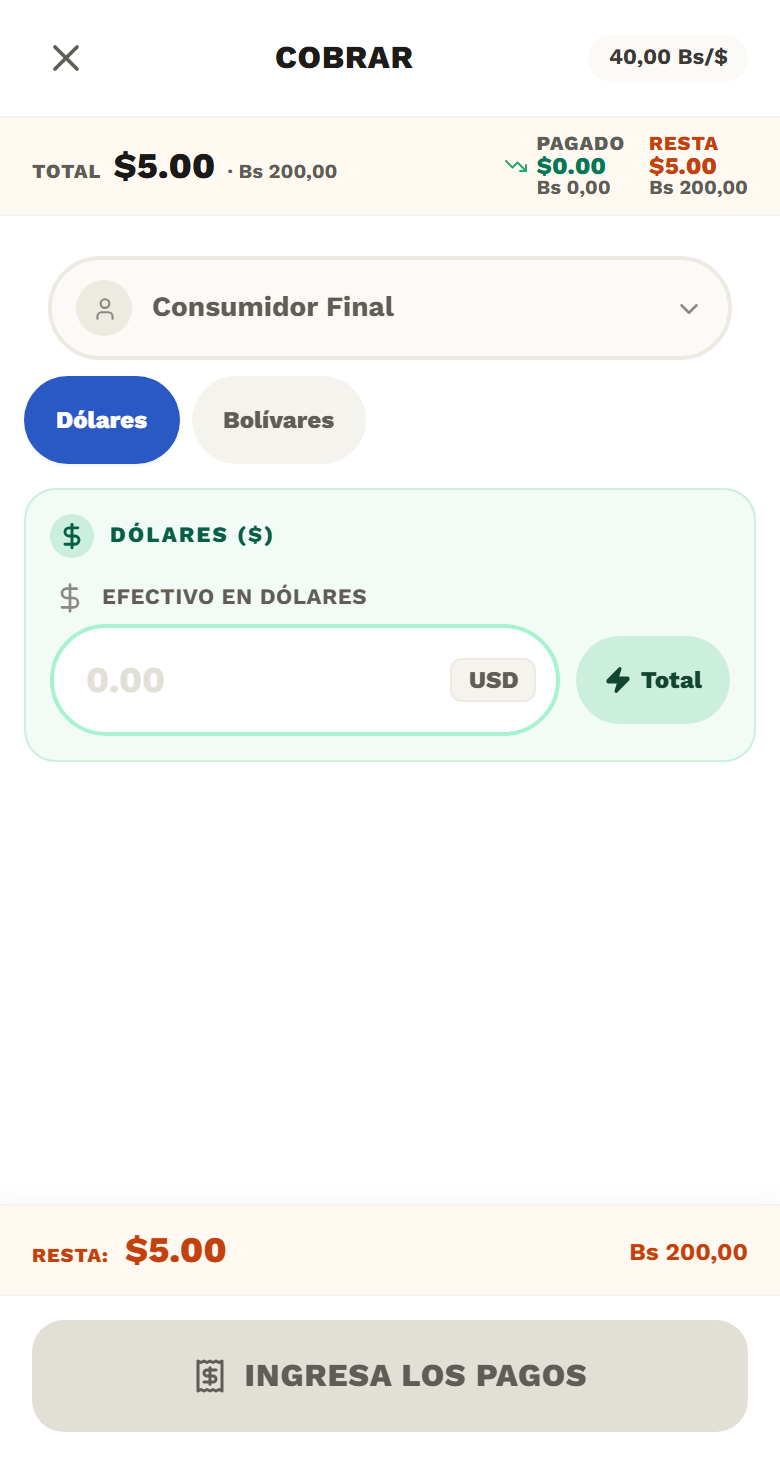 COBRAR
40,00 Bs/$
TOTAL $5.00 · Bs 200,00
PAGADO
$0.00
Bs 0,00
RESTA
$5.00
Bs 200,00
Consumidor Final
Dólares
Bolívares
$ DÓLARES ($)
$ EFECTIVO EN DÓLARES
0.00 USD
Total
RESTA: $5.00
Bs 200,00
INGRESA LOS PAGOS